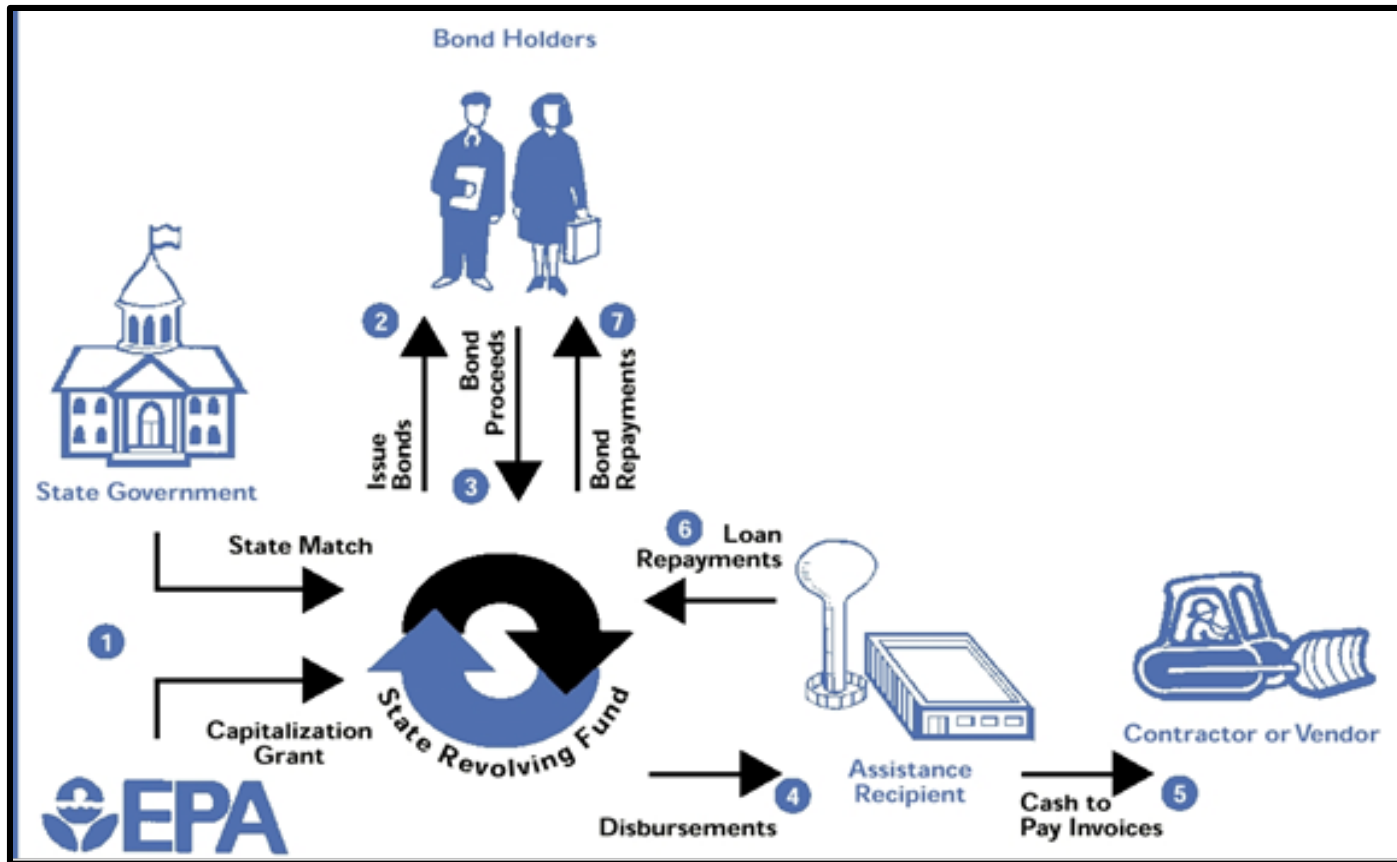 Bond Holders
2
7
Issue
Bonds
Bond
Proceeds
Bond
Repayments
3
State Government
State Match
6
Loan
Repayments
1
Capitalization
Grant
State Revolving Fund
EPA
Disbursements
4
Assistance
Recipient
Contractor or Vendor
Cash to
Pay Invoices
5